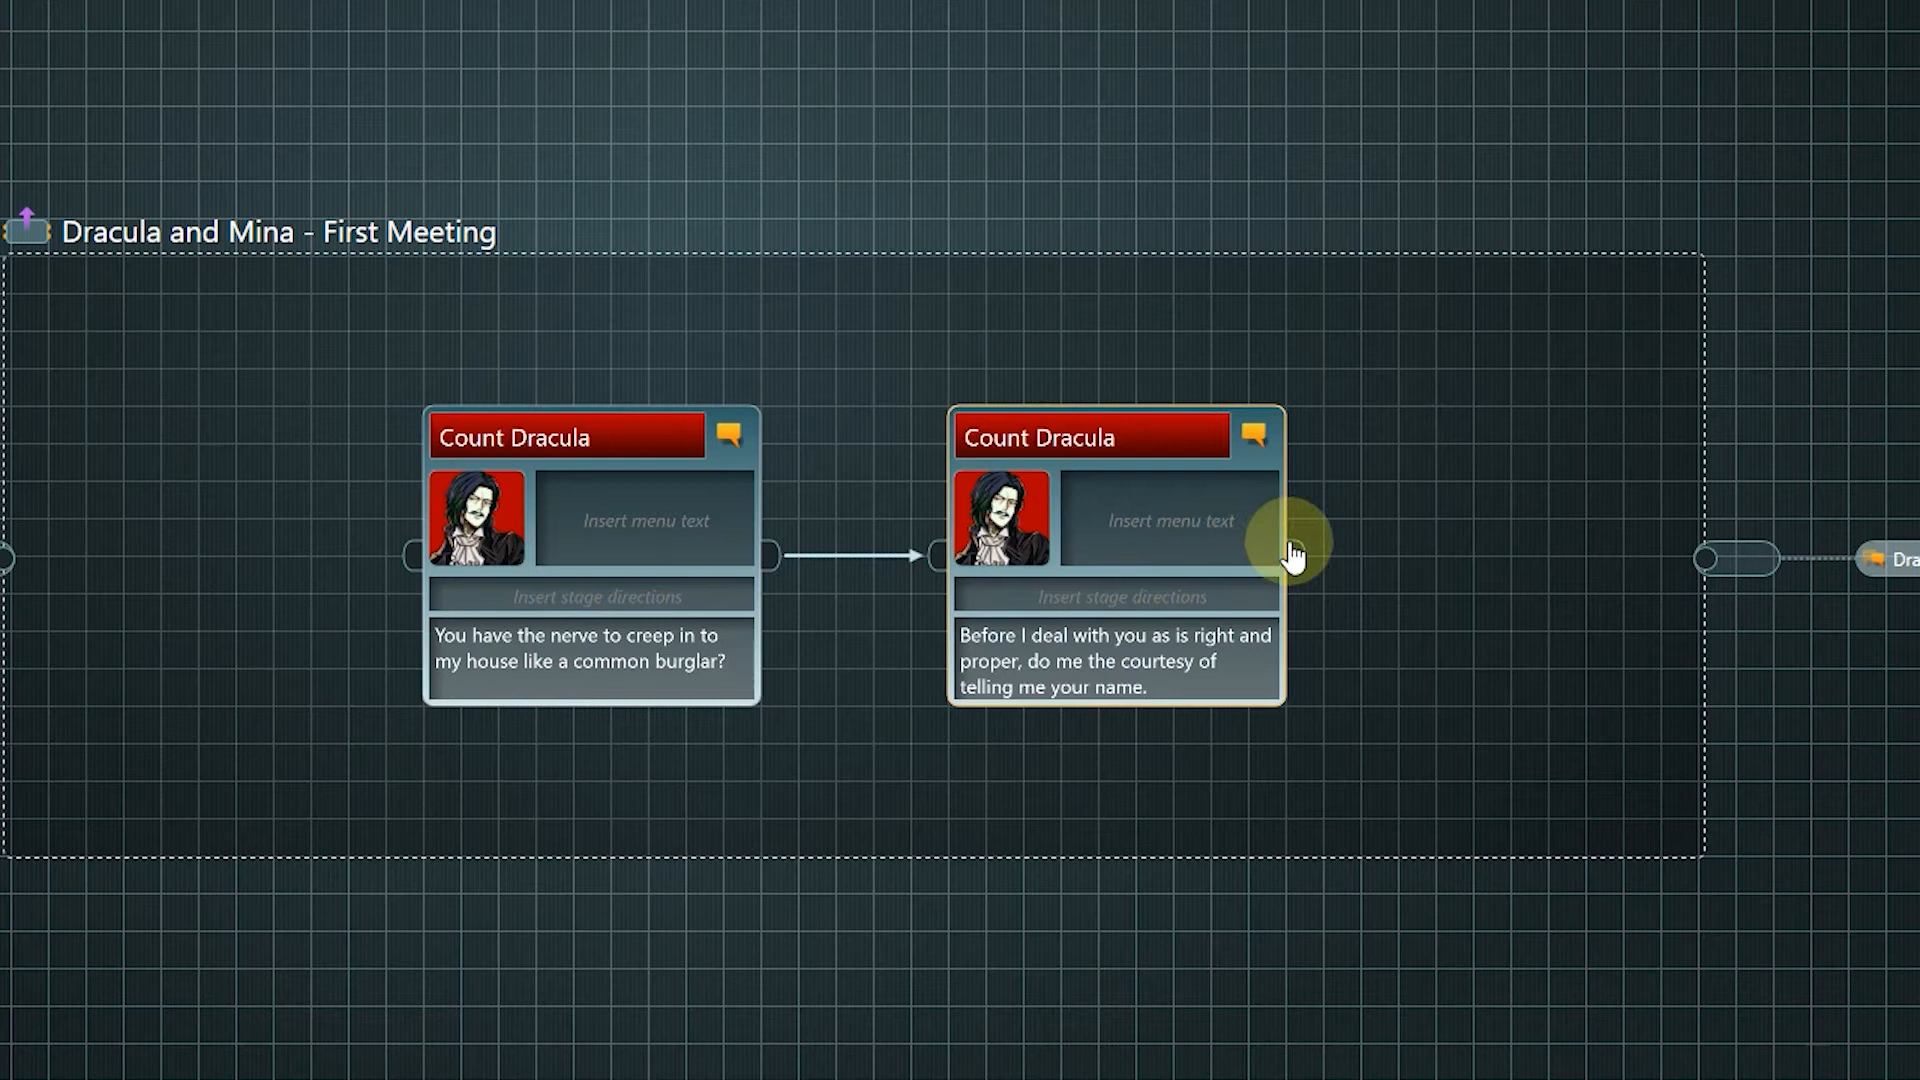 Dracula and Mina - First Meeting
Count Dracula
Insert menu text
Insert stage directions
You have the nerve to creep in to
my house like a common burglar?
Count Dracula
Insert menu text
Insert stage directions
Before I deal with you as is right and
proper, do me the courtesy of
telling me your name.
Dra